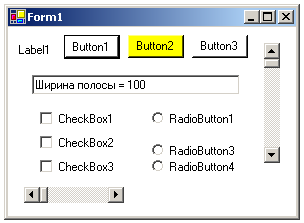 Form1
Label1 Button1 Button2 Button3
Ширина полосы = 100
CheckBox1 RadioButton1
CheckBox2
RadioButton3
CheckBox3 RadioButton4